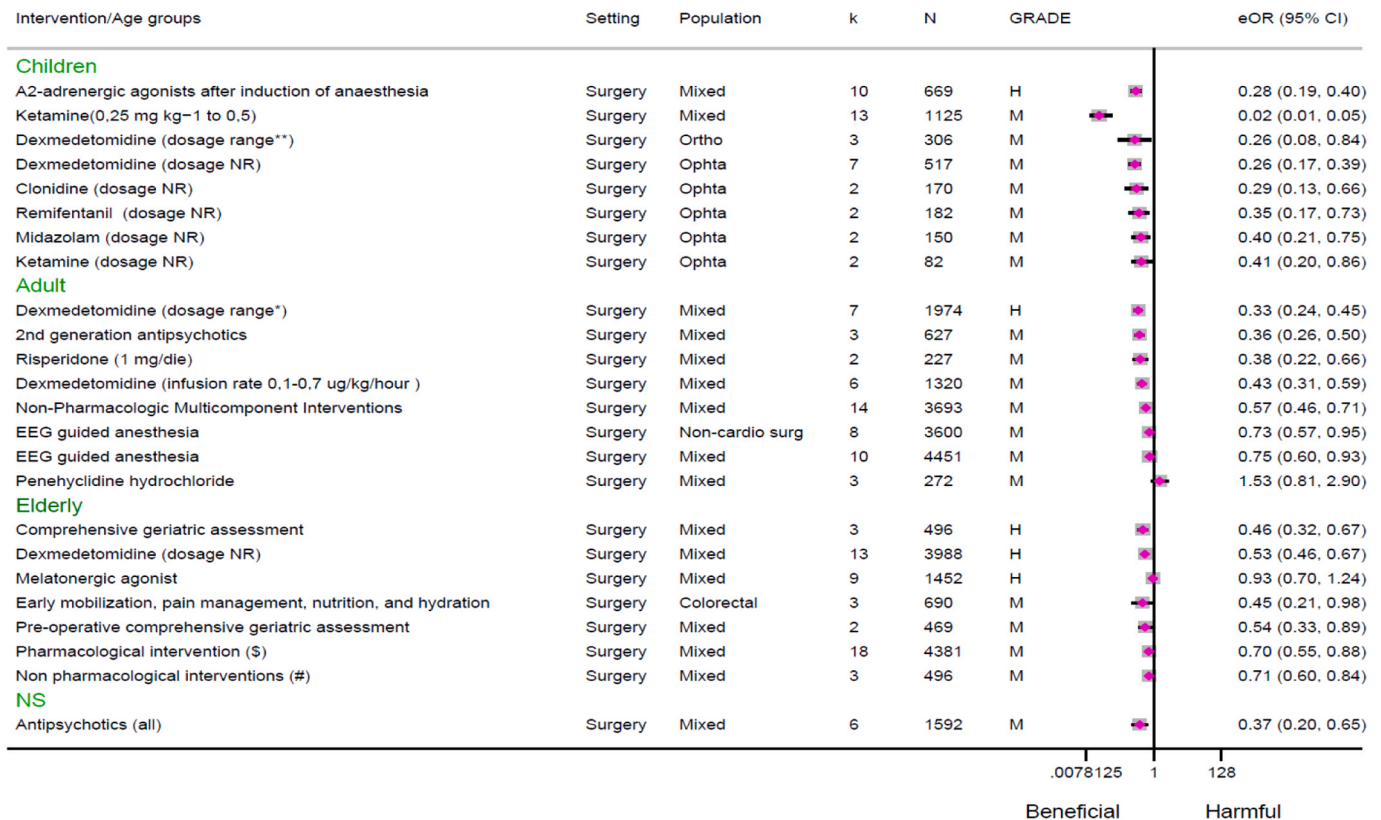 Intervention/Age groups Setting Population k N GRADE eOR (95% CI)
Children
A2-adrenergic agonists after induction of anaesthesia Surgery Mixed 10 669 H 0.28 (0.19, 0.40)
Ketamine(0,25 mg kg−1 to 0,5) Surgery Mixed 13 1125 M 0.02 (0.01, 0.05)
Dexmedetomidine (dosage range**) Surgery Ortho 3 306 M 0.26 (0.08, 0.84)
Dexmedetomidine (dosage NR) Surgery Ophta 7 517 M 0.26 (0.17, 0.39)
Clonidine (dosage NR) Surgery Ophta 2 170 M 0.29 (0.13, 0.66)
Remifentanil (dosage NR) Surgery Ophta 2 182 M 0.35 (0.17, 0.73)
Midazolam (dosage NR) Surgery Ophta 2 150 M 0.40 (0.21, 0.75)
Ketamine (dosage NR) Surgery Ophta 2 82 M 0.41 (0.20, 0.86)
Adult
Dexmedetomidine (dosage range*) Surgery Mixed 7 1974 H 0.33 (0.24, 0.45)
2nd generation antipsychotics Surgery Mixed 3 627 M 0.36 (0.26, 0.50)
Risperidone (1 mg/die) Surgery Mixed 2 227 M 0.38 (0.22, 0.66)
Dexmedetomidine (infusion rate 0,1-0,7 ug/kg/hour ) Surgery Mixed 6 1320 M 0.43 (0.31, 0.59)
Non-Pharmacologic Multicomponent Interventions Surgery Mixed 14 3693 M 0.57 (0.46, 0.71)
EEG guided anesthesia Surgery Non-cardio surg 8 3600 M 0.73 (0.57, 0.95)
EEG guided anesthesia Surgery Mixed 10 4451 M 0.75 (0.60, 0.93)
Penehyclidine hydrochloride Surgery Mixed 3 272 M 1.53 (0.81, 2.90)
Elderly
Comprehensive geriatric assessment Surgery Mixed 3 496 H 0.46 (0.32, 0.67)
Dexmedetomidine (dosage NR) Surgery Mixed 13 3988 H 0.53 (0.46, 0.67)
Melatonergic agonist Surgery Mixed 9 1452 H 0.93 (0.70, 1.24)
Early mobilization, pain management, nutrition, and hydration Surgery Colorectal 3 690 M 0.45 (0.21, 0.98)
Pre-operative comprehensive geriatric assessment Surgery Mixed 2 469 M 0.54 (0.33, 0.89)
Pharmacological intervention ($) Surgery Mixed 18 4381 M 0.70 (0.55, 0.88)
Non pharmacological interventions (#) Surgery Mixed 3 496 M 0.71 (0.60, 0.84)
NS
Antipsychotics (all) Surgery Mixed 6 1592 M 0.37 (0.20, 0.65)
.0078125 1 128
Beneficial Harmful